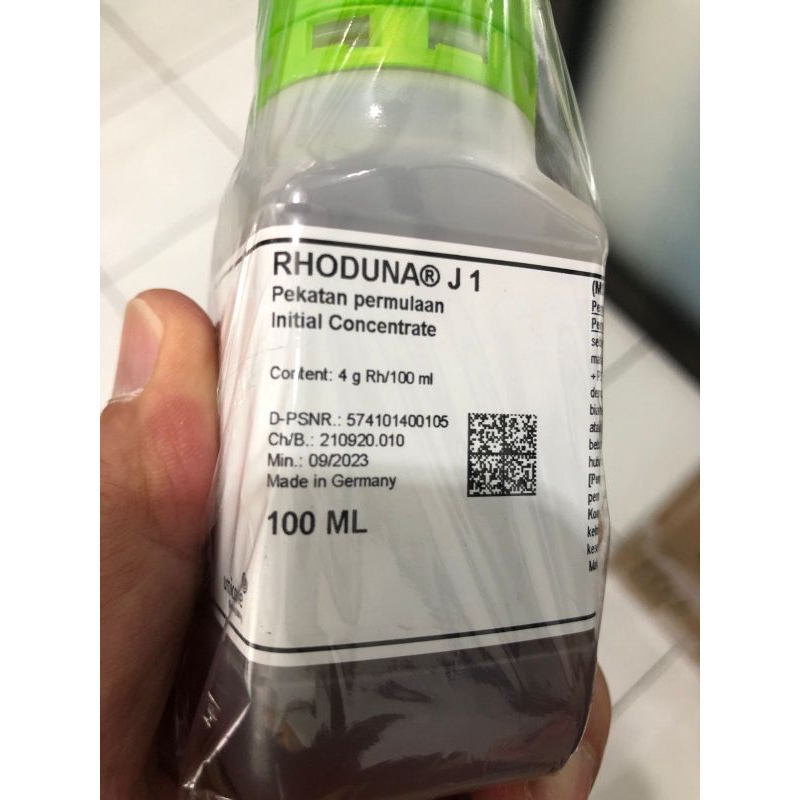 RHODUNA® J 1
Pekatan permulaan
Initial Concentrate
Content: 4 g Rh/100 ml
D-PSNR.: 574101400105
Ch/B.: 210920.010
Min.: 09/2023
Made in Germany
100 ML
umicore